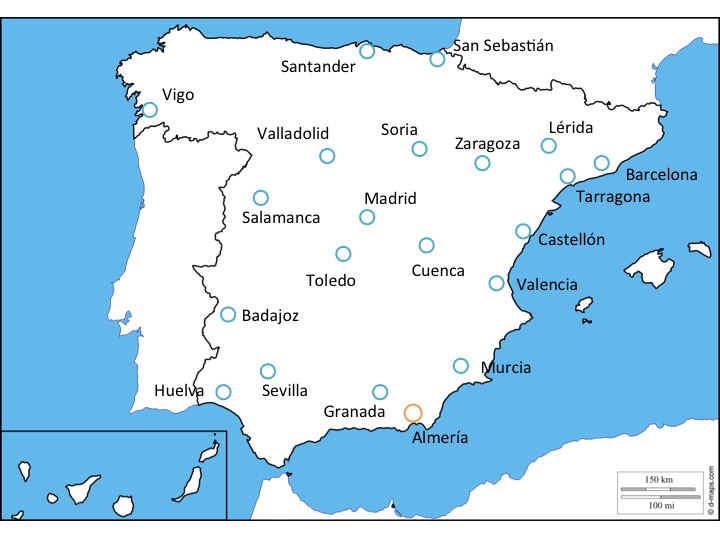 San Sebastián
Santander
Vigo
Valladolid
Soria
Lérida
Zaragoza
Barcelona
Tarragona
Madrid
Salamanca
Castellón
Cuenca
Toledo
Valencia
Badajoz
Murcia
Huelva
Sevilla
Granada
Almería
150 km
100 mi
© d-maps.com